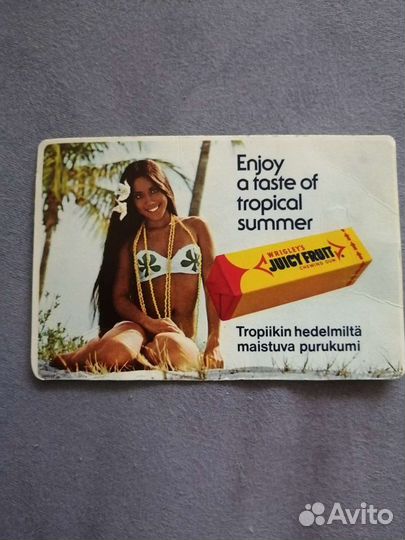 Enjoy
a taste of
tropical
summer
WRIGLEY'S
JUICY FRUIT
CHEWING GUM
Tropiikin hedelmiltä
maistuva purukumi
Avito